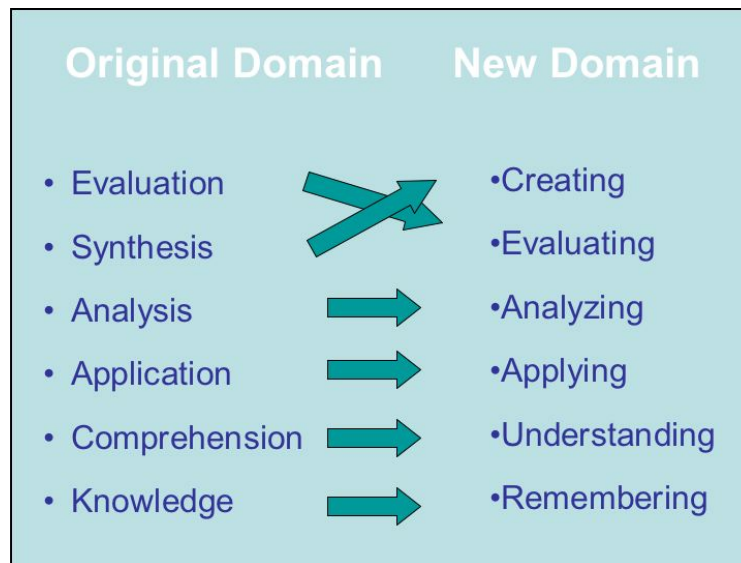 Original Domain New Domain
• Evaluation •Creating
• Synthesis •Evaluating
• Analysis •Analyzing
• Application •Applying
• Comprehension •Understanding
• Knowledge •Remembering